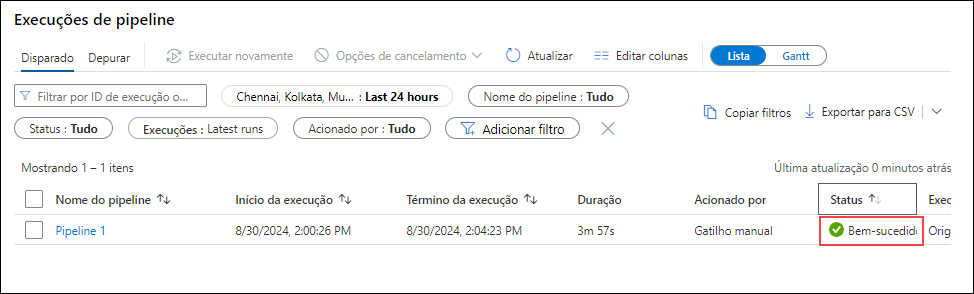 Execuções de pipeline
Disparado Depurar Executar novamente Opções de cancelamento Atualizar Editar colunas Lista Gantt
Filtrar por ID de execução o... Chennai, Kolkata, Mu... : Last 24 hours Nome do pipeline : Tudo
Copiar filtros Exportar para CSV
Status : Tudo Execuções : Latest runs Acionado por : Tudo Adicionar filtro
Mostrando 1 – 1 itens Última atualização 0 minutos atrás
Nome do pipeline Início da execução Término da execução Duração Acionado por Status Exec
Pipeline 1 8/30/2024, 2:00:26 PM 8/30/2024, 2:04:23 PM 3m 57s Gatilho manual Bem-sucedido Orig